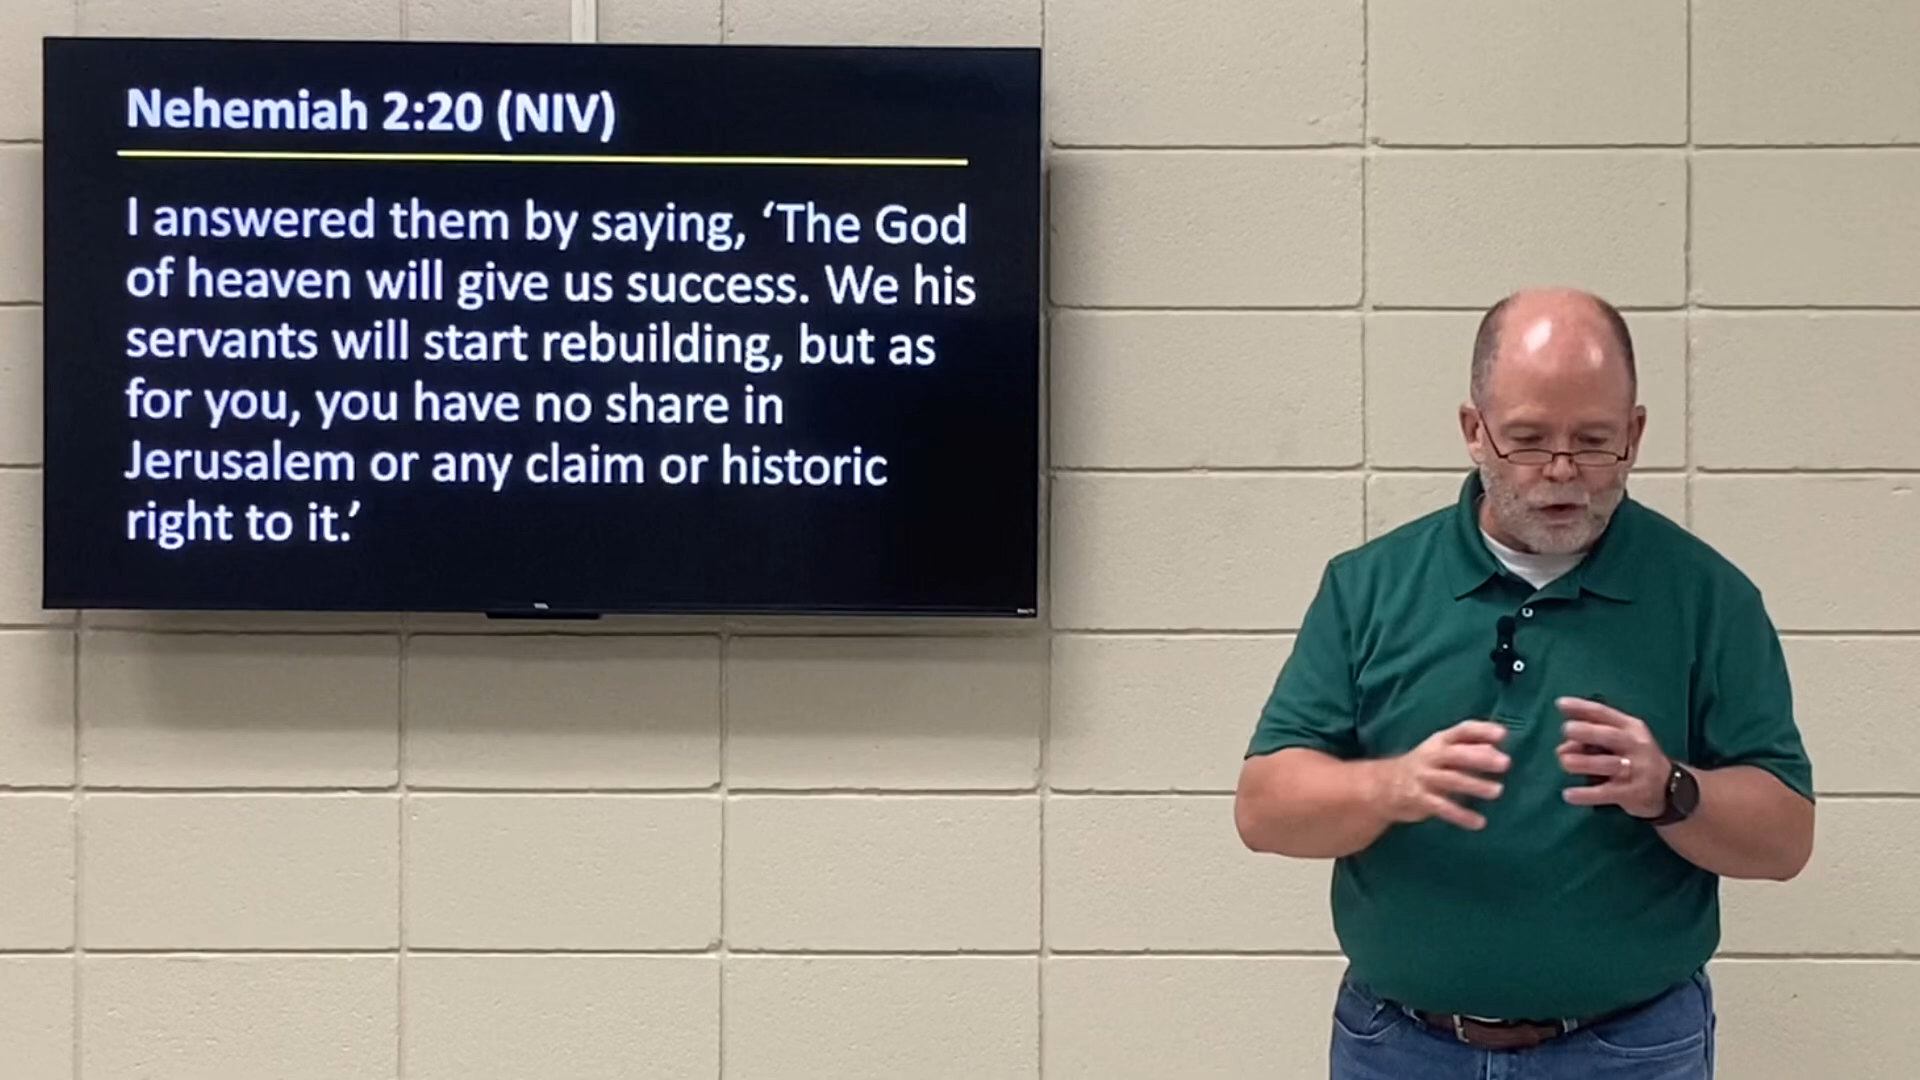 Nehemiah 2:20 (NIV)
I answered them by saying, ‘The God
of heaven will give us success. We his
servants will start rebuilding, but as
for you, you have no share in
Jerusalem or any claim or historic
right to it.’